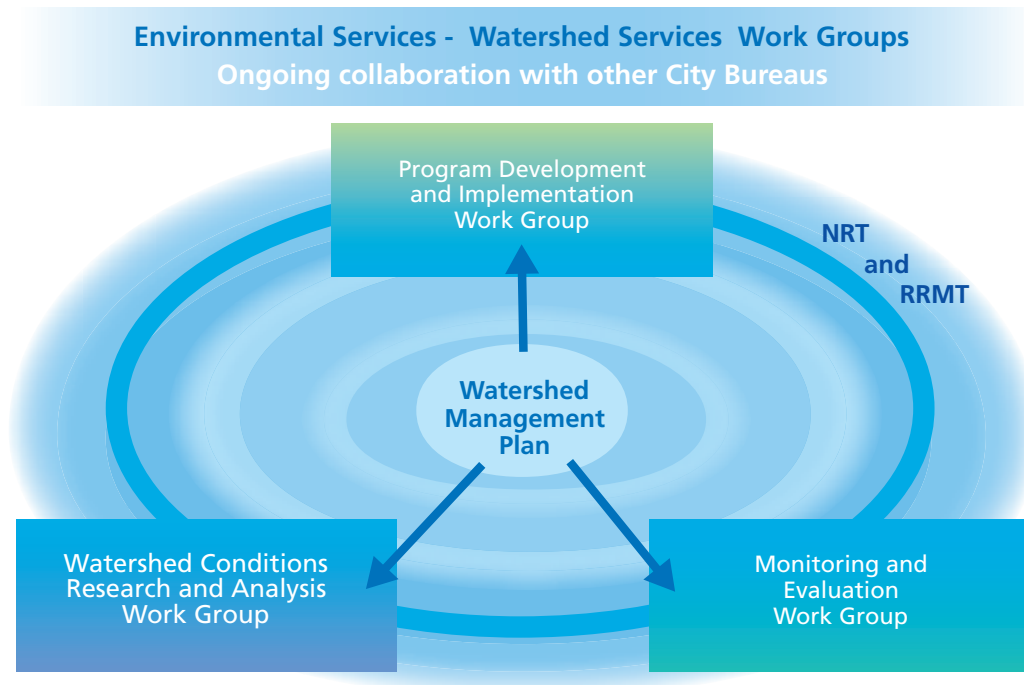 Environmental Services - Watershed Services Work Groups
Ongoing collaboration with other City Bureaus
Program Development
and Implementation
Work Group
NRT
and
RRMT
Watershed
Management
Plan
Watershed Conditions
Research and Analysis
Work Group
Monitoring and
Evaluation
Work Group